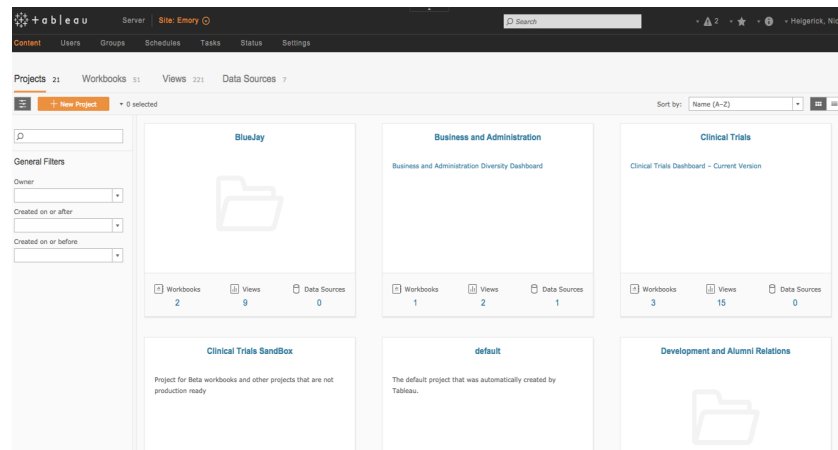 + a b | e a u Server Site: Emory Search 2 Helgerick, Nic
Content Users Groups Schedules Tasks Status Settings
Projects 21 Workbooks 51 Views 221 Data Sources 7
+ New Project 0 selected Sort by: Name (A–Z)
General Filters
Owner
Created on or after
Created on or before
BlueJay
Workbooks Views Data Sources
2 9 0
Business and Administration
Business and Administration Diversity Dashboard
Workbooks Views Data Sources
1 2 1
Clinical Trials
Clinical Trials Dashboard – Current Version
Workbooks Views Data Sources
3 15 0
Clinical Trials SandBox
Project for Beta workbooks and other projects that are not
production ready
default
The default project that was automatically created by
Tableau.
Development and Alumni Relations